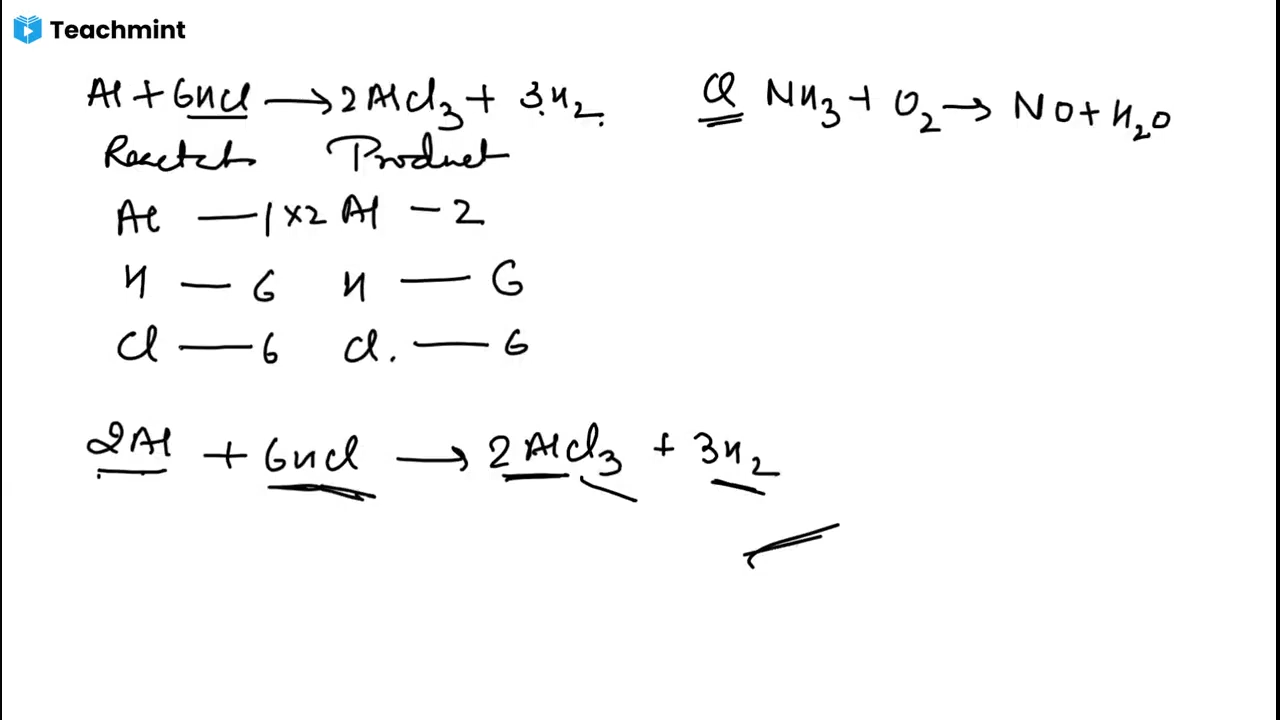 Teachmint
Al + 6HCl → 2AlCl3 + 3H2
Reactant Product
Al — 1 ×2 Al – 2
H — 6 H — 6
Cl — 6 Cl. — 6
2Al + 6HCl → 2AlCl3 + 3H2
Q NH3 + O2 → NO + H2O